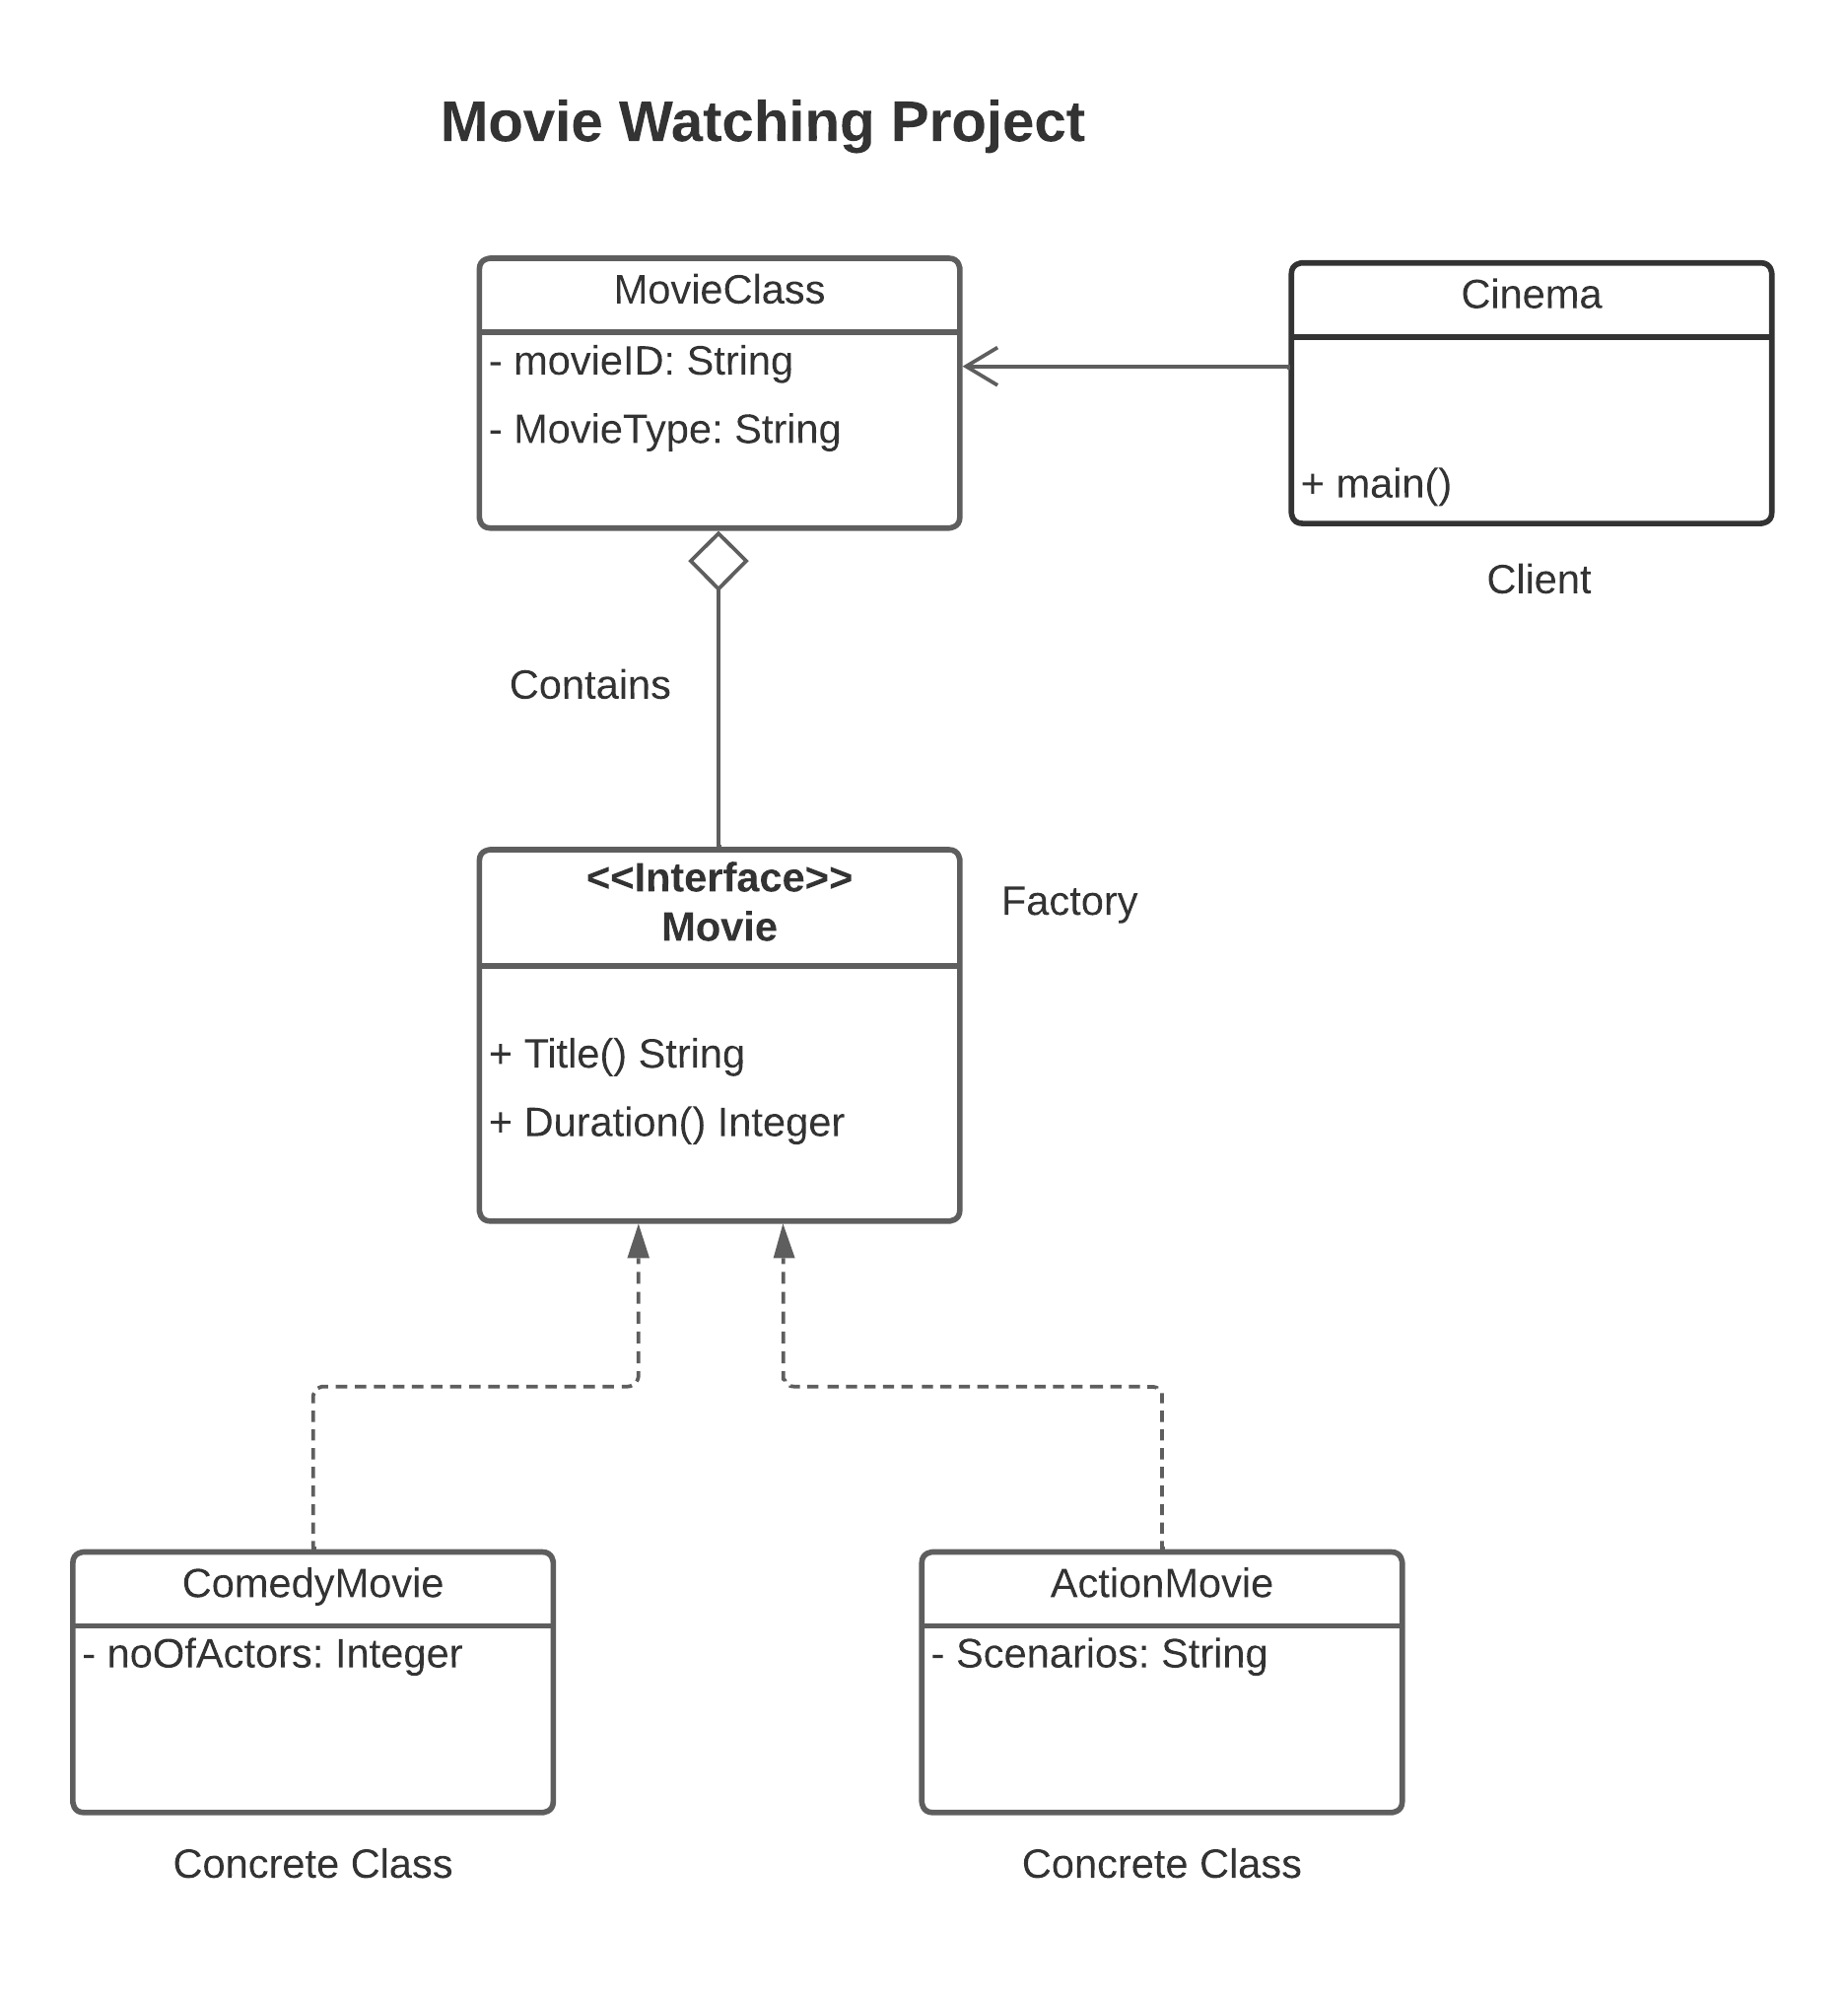 Movie Watching Project
MovieClass
- movieID: String
- MovieType: String
Cinema
+ main()
Client
Contains
<<Interface>>
Movie
Factory
+ Title() String
+ Duration() Integer
ComedyMovie
- noOfActors: Integer
Concrete Class
ActionMovie
- Scenarios: String
Concrete Class